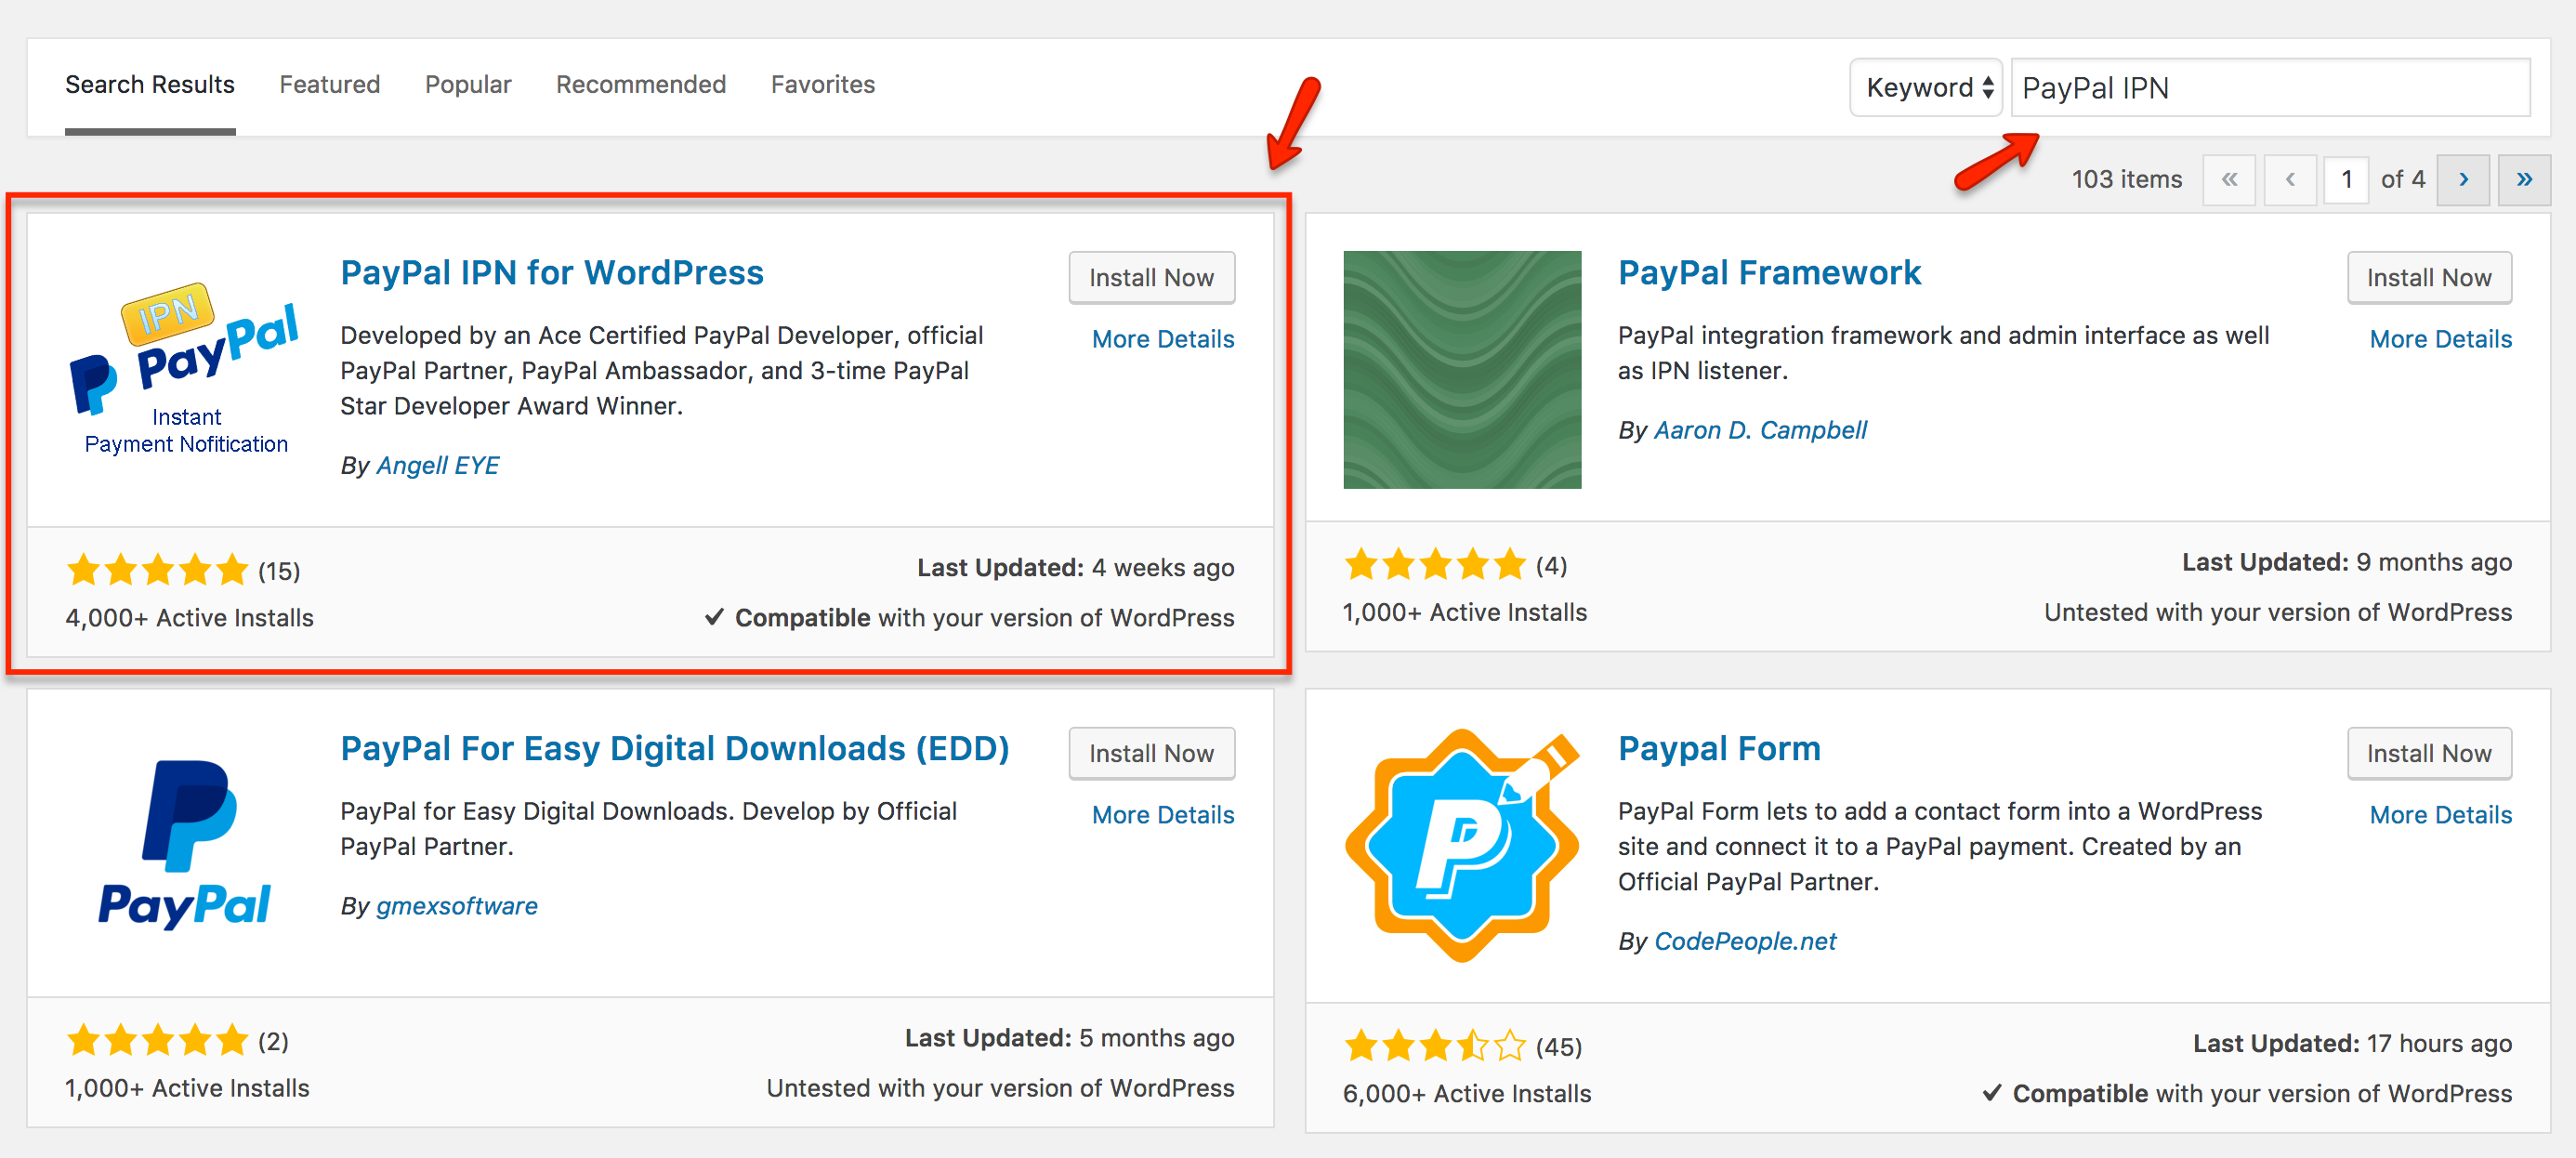 Search Results
Featured
Popular
Recommended
Favorites
Keyword
PayPal IPN
103 items
«
‹
1
of 4
›
»
IPN
PayPal
Instant
Payment Nofitication
PayPal IPN for WordPress
Install Now
More Details
Developed by an Ace Certified PayPal Developer, official
PayPal Partner, PayPal Ambassador, and 3-time PayPal
Star Developer Award Winner.
By Angell EYE
(15)
Last Updated: 4 weeks ago
4,000+ Active Installs
✓ Compatible with your version of WordPress
PayPal Framework
Install Now
More Details
PayPal integration framework and admin interface as well
as IPN listener.
By Aaron D. Campbell
(4)
Last Updated: 9 months ago
1,000+ Active Installs
Untested with your version of WordPress
PayPal
PayPal For Easy Digital Downloads (EDD)
Install Now
More Details
PayPal for Easy Digital Downloads. Develop by Official
PayPal Partner.
By gmexsoftware
(2)
Last Updated: 5 months ago
1,000+ Active Installs
Untested with your version of WordPress
Paypal Form
Install Now
More Details
PayPal Form lets to add a contact form into a WordPress
site and connect it to a PayPal payment. Created by an
Official PayPal Partner.
By CodePeople.net
(45)
Last Updated: 17 hours ago
6,000+ Active Installs
✓ Compatible with your version of WordPress